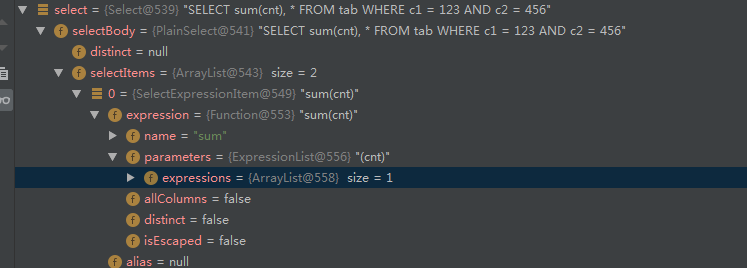 select = {Select@539} "SELECT sum(cnt), * FROM tab WHERE c1 = 123 AND c2 = 456"
f selectBody = {PlainSelect@541} "SELECT sum(cnt), * FROM tab WHERE c1 = 123 AND c2 = 456"
f distinct = null
f selectItems = {ArrayList@543} size = 2
0 = {SelectExpressionItem@549} "sum(cnt)"
f expression = {Function@553} "sum(cnt)"
f name = "sum"
f parameters = {ExpressionList@556} "(cnt)"
f expressions = {ArrayList@558} size = 1
f allColumns = false
f distinct = false
f isEscaped = false
f alias = null